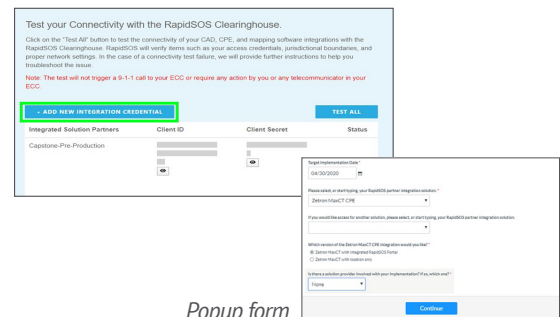 Test your Connectivity with the RapidSOS Clearinghouse.
Click on the "Test All" button to test the connectivity of your CAD, CPE, and mapping software integrations with the
RapidSOS Clearinghouse. RapidSOS will verify items such as your access credentials, jurisdictional boundaries, and
proper network settings. In the case of a connectivity test failure, we will provide further instructions to help you
troubleshoot the issue.
Note: The test will not trigger a 9-1-1 call to your ECC or require any action by you or any telecommunicator in your
ECC.
+ ADD NEW INTEGRATION CREDENTIAL
TEST ALL
Integrated Solution Partners Client ID Client Secret Status
Capstone-Pre-Production
Target Implementation Date *
04/30/2020
Please select, or start typing, your RapidSOS partner integration solution. *
Zetron MaxCT CPE
If you would like access for another solution, please select, or start typing, your RapidSOS partner integration solution.
Which version of the Zetron MaxCT CPE integration would you like? *
Zetron MaxCT with integrated RapidSOS Portal
Zetron MaxCT with location only
Is there a solution provider involved with your implementation? If so, which one? *
None
Continue
Popup form